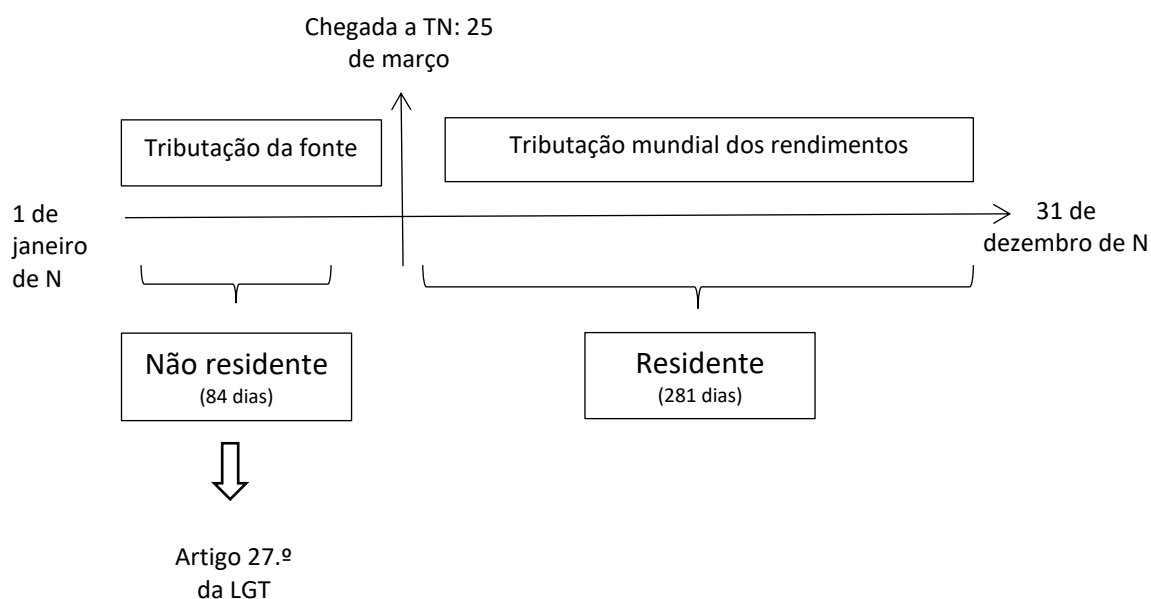 Chegada a TN: 25
de março
Tributação da fonte
Tributação mundial dos rendimentos
1 de
janeiro
de N
31 de
dezembro de N
Não residente
(84 dias)
Residente
(281 dias)
Artigo 27.º
da LGT